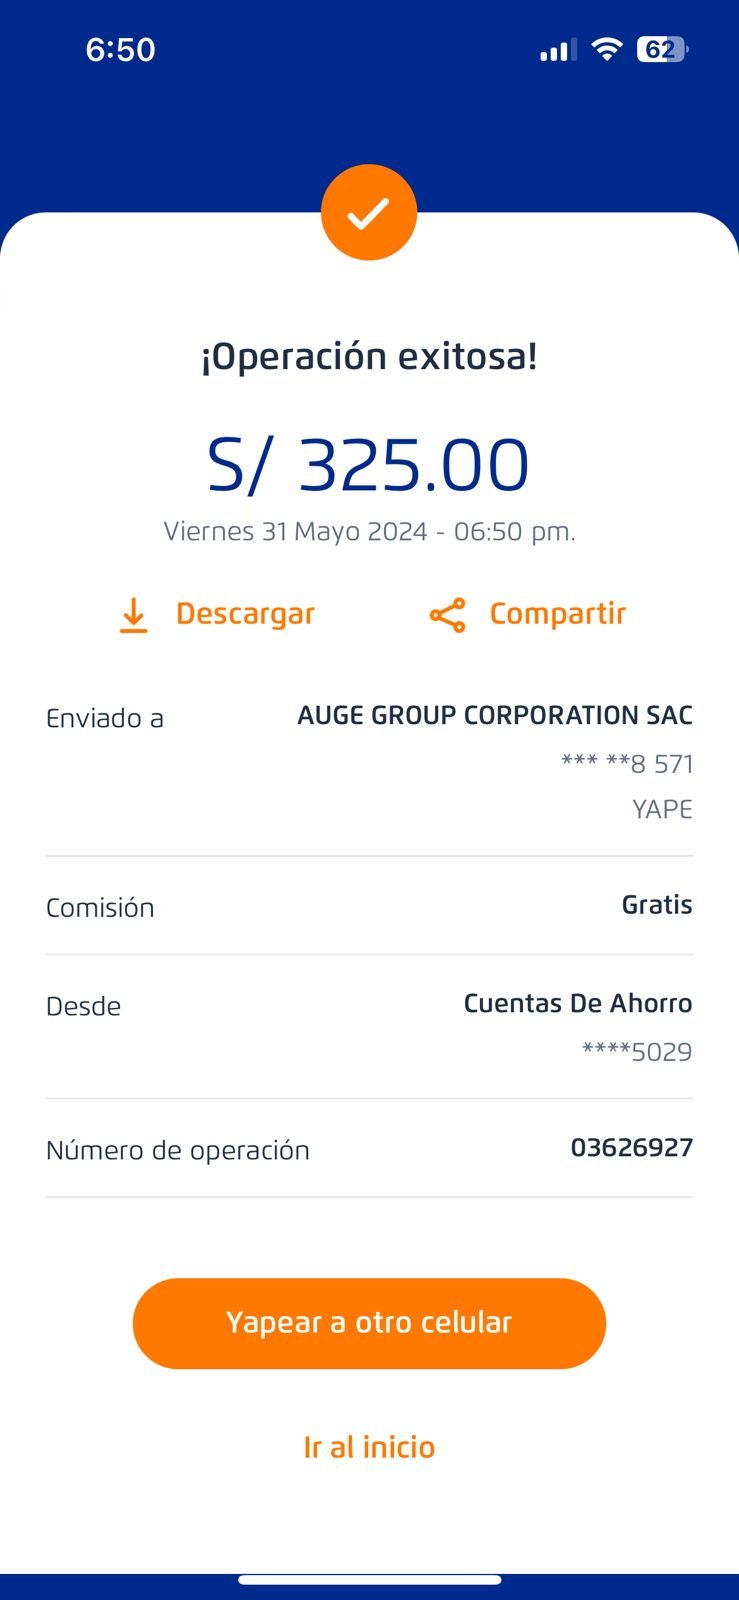 6:50
62
¡Operación exitosa!
S/ 325.00
Viernes 31 Mayo 2024 - 06:50 pm.
Descargar
Compartir
Enviado a
AUGE GROUP CORPORATION SAC
*** **8 571
YAPE
Comisión
Gratis
Desde
Cuentas De Ahorro
****5029
Número de operación
03626927
Yapear a otro celular
Ir al inicio